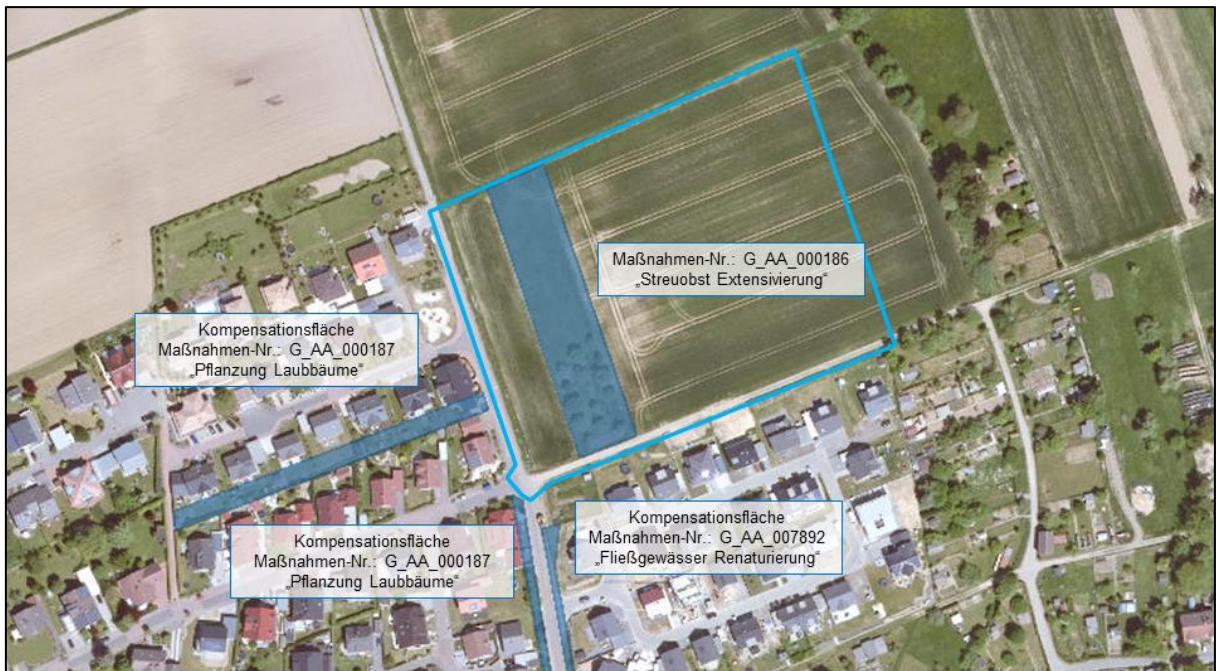 Maßnahmen-Nr.: G_AA_000186
„Streuobst Extensivierung“
Kompensationsfläche
Maßnahmen-Nr.: G_AA_000187
„Pflanzung Laubbäume“
Kompensationsfläche
Maßnahmen-Nr.: G_AA_000187
„Pflanzung Laubbäume“
Kompensationsfläche
Maßnahmen-Nr.: G_AA_007892
„Fließgewässer Renaturierung“